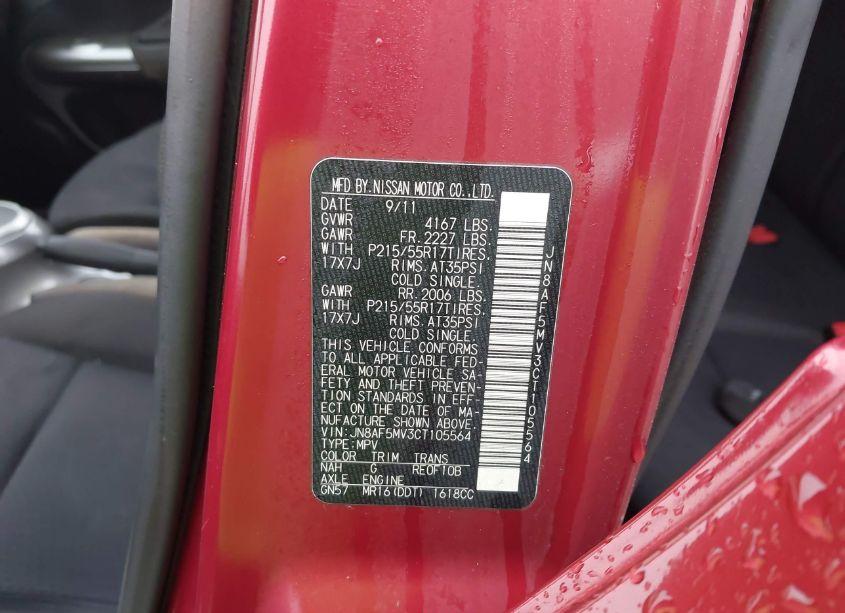 MFD BY.NISSAN MOTOR CO.,LTD.
DATE 9/11
GVWR 4167 LBS.
GAWR FR. 2227 LBS.
WITH P215/55R17TIRES.
17X7J RIMS. AT35PSI
COLD SINGLE.
GAWR RR. 2006 LBS.
WITH P215/55R17TIRES.
17X7J RIMS. AT35PSI
COLD SINGLE.
THIS VEHICLE CONFORMS
TO ALL APPLICABLE FED-
ERAL MOTOR VEHICLE SA-
FETY AND THEFT PREVEN-
TION STANDARDS IN EFF-
ECT ON THE DATE OF MA-
NUFACTURE SHOWN ABOVE.
VIN: JN8AF5MV3CT105564
TYPE: MPV
COLOR TRIM TRANS
NAH G RE0F10B
AXLE ENGINE
GN57 MR16(DDT) 1618CC
JN8AF5MV3CT105564